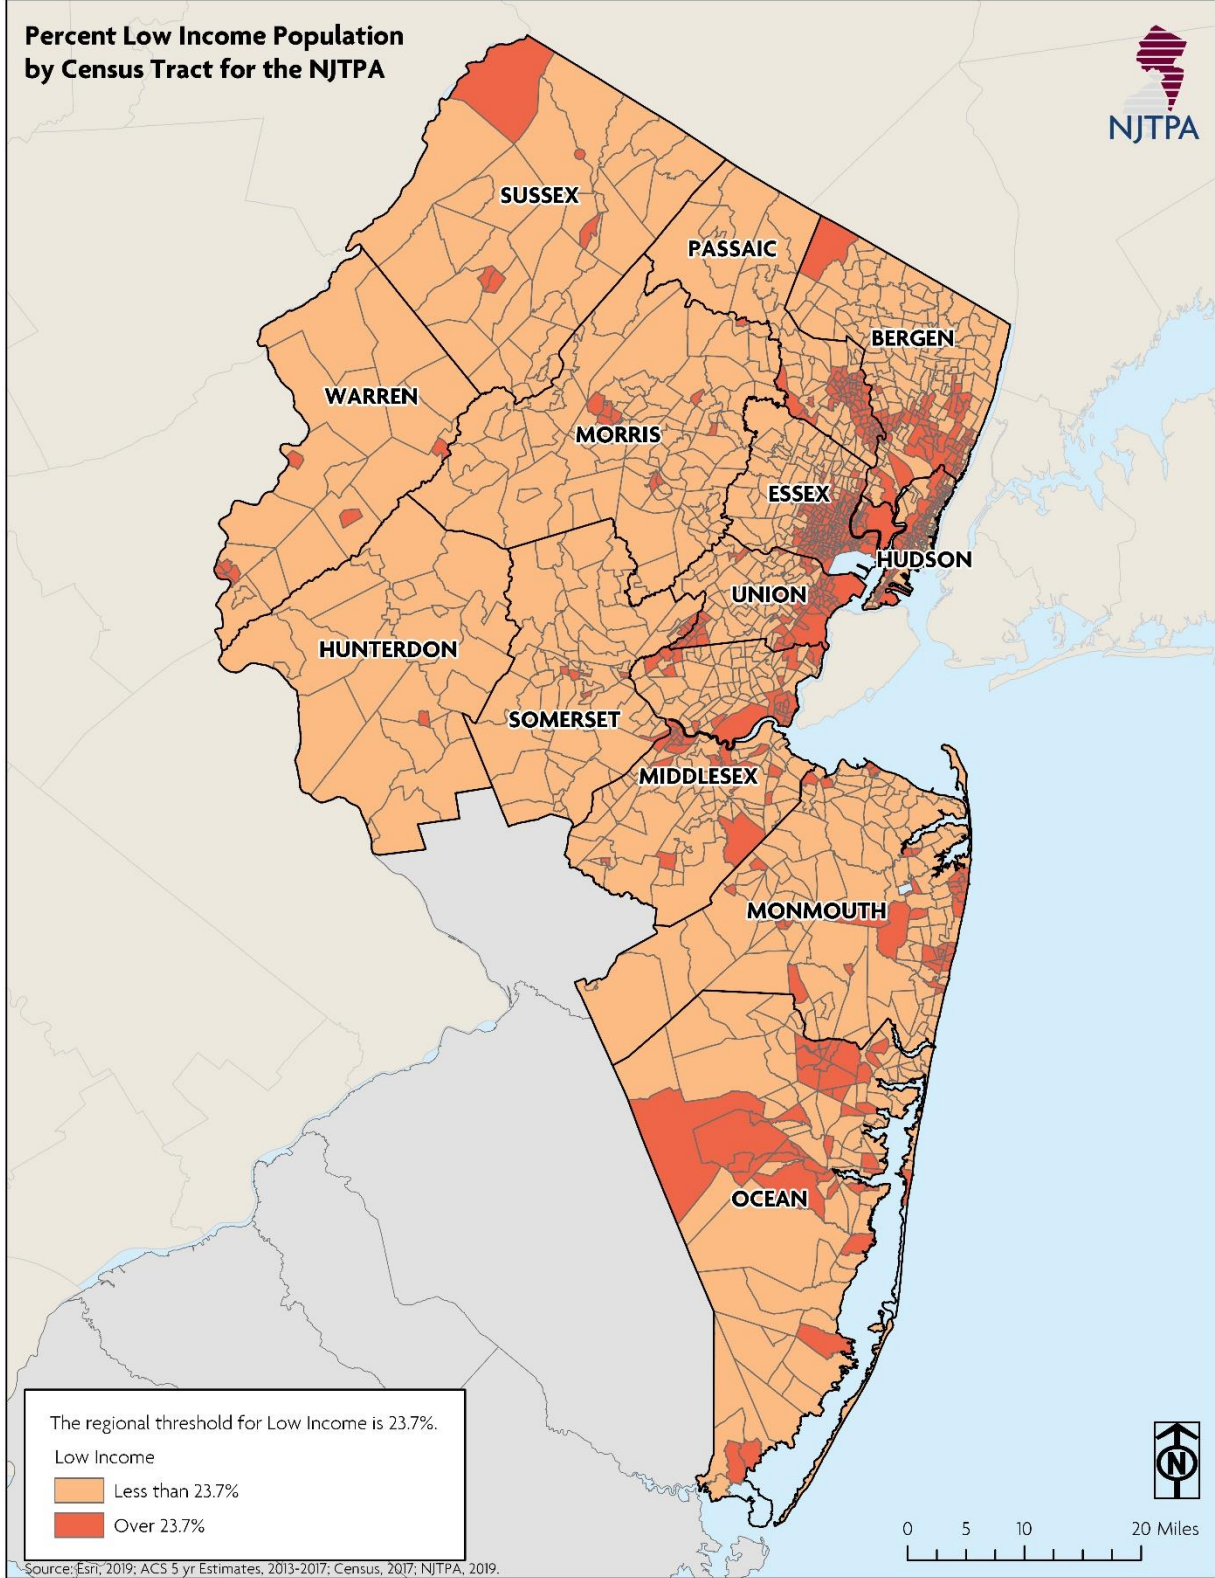 Percent Low Income Population
by Census Tract for the NJTPA
NJTPA
SUSSEX
PASSAIC
BERGEN
WARREN
MORRIS
ESSEX
HUDSON
UNION
HUNTERDON
SOMERSET
MIDDLESEX
MONMOUTH
OCEAN
The regional threshold for Low Income is 23.7%.
Low Income
Less than 23.7%
Over 23.7%
N
0 5 10 20 Miles
Source: Esri, 2019; ACS 5 yr Estimates, 2013-2017; Census, 2017; NJTPA, 2019.